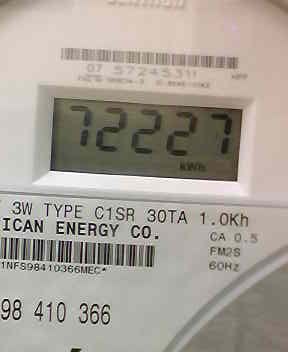 07 57245311
72227
kWh
3W TYPE C1SR 30TA 1.0Kh
ICAN ENERGY CO.
CA 0.5
FM2S
60Hz
1NFS98410366MEC*
98 410 366